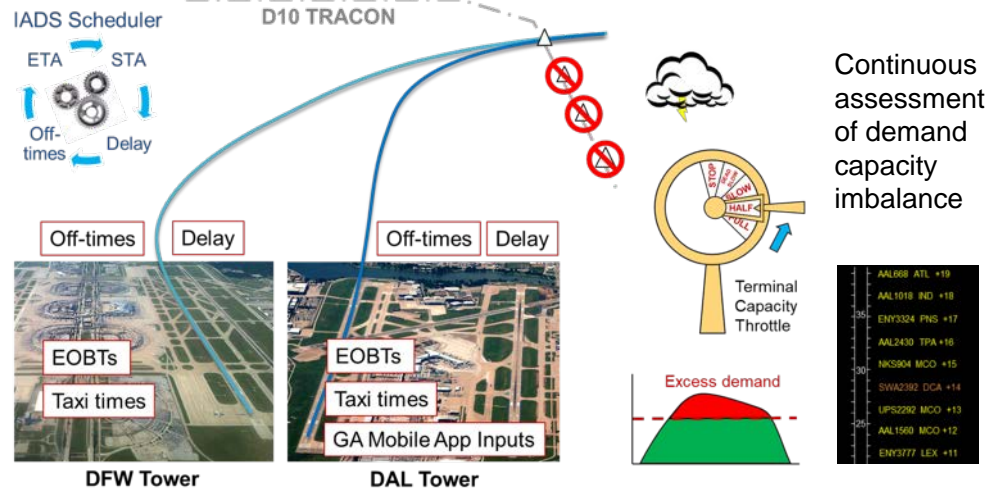 D10 TRACON
IADS Scheduler
ETA
STA
Off-
times
Delay
Continuous
assessment
of demand
capacity
imbalance
STOP
DEAD
SLOW
SLOW
HALF
FULL
Terminal
Capacity
Throttle
Off-times
Delay
Off-times
Delay
EOBTs
Taxi times
EOBTs
Taxi times
GA Mobile App Inputs
DFW Tower
DAL Tower
Excess demand
35
30
25
AAL668 ATL +19
AAL1018 IND +18
ENY3324 PNS +17
AAL2430 TPA +16
NKS904 MCO +15
SWA2392 DCA +14
UPS2292 MCO +13
AAL1560 MCO +12
ENY3777 LEX +11